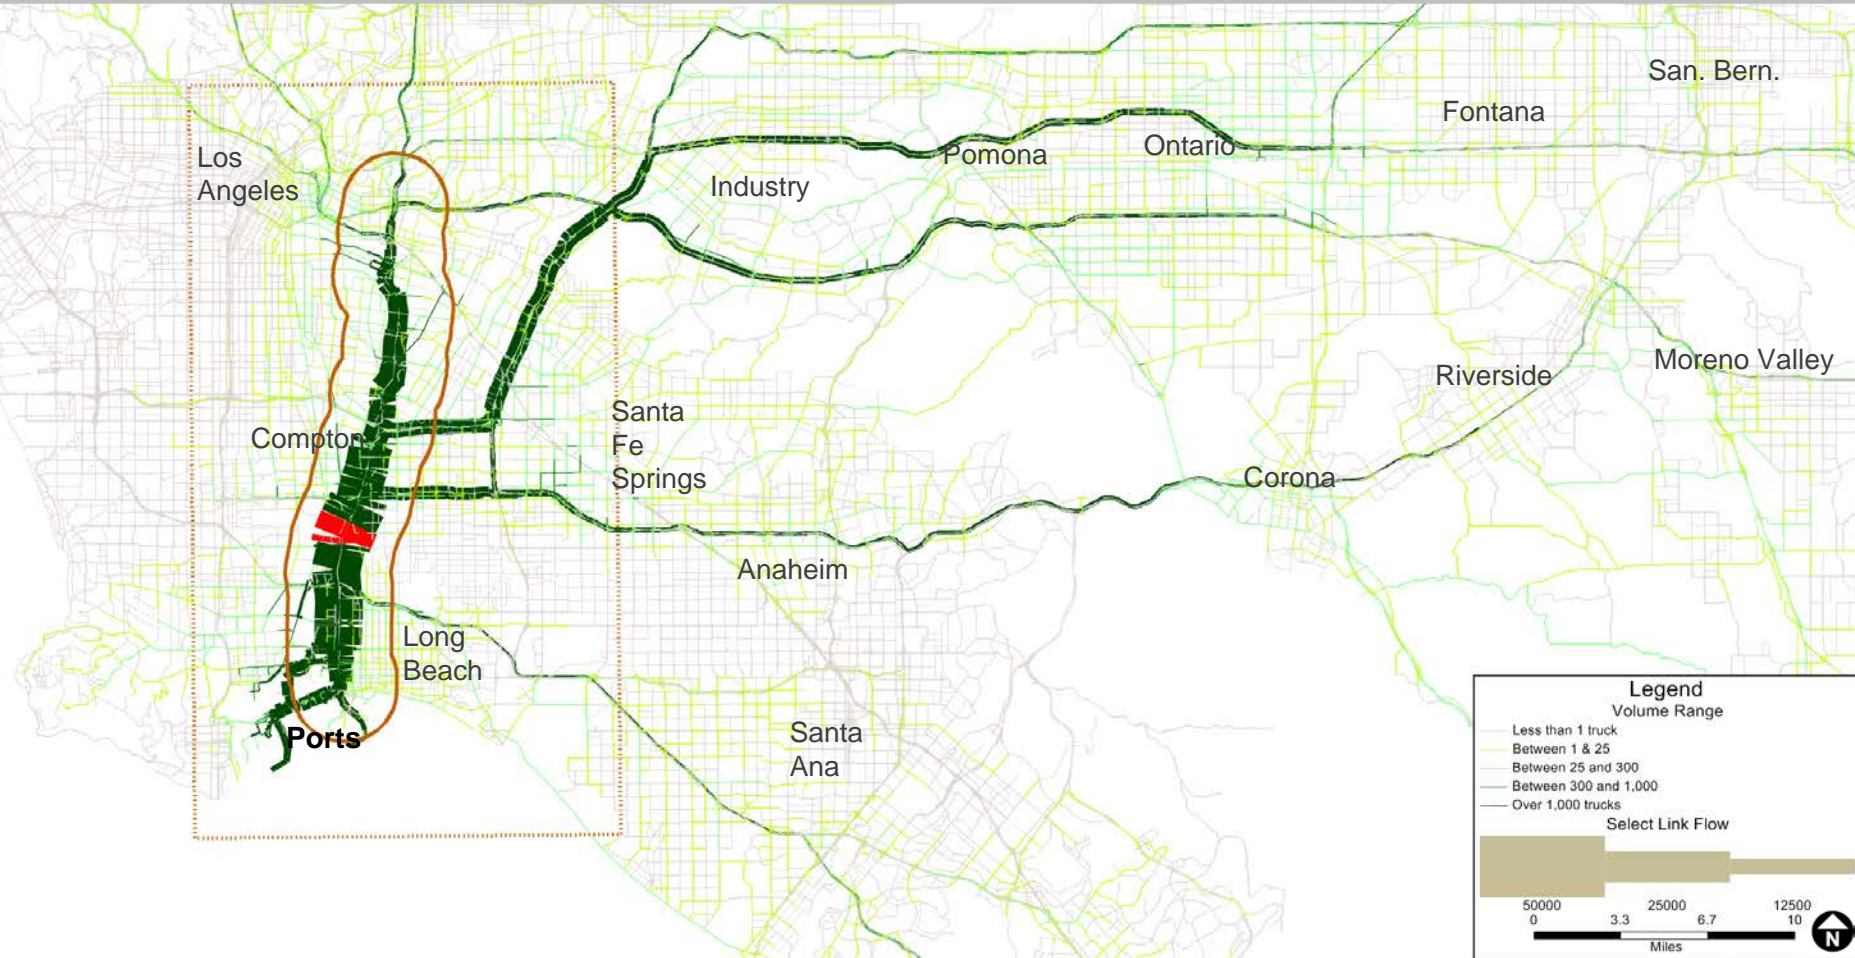 San. Bern.
Fontana
Ontario
Pomona
Los
Angeles
Industry
Moreno Valley
Riverside
Santa
Fe
Springs
Compton
Corona
Anaheim
Long
Beach
Ports
Santa
Ana
Legend
Volume Range
Less than 1 truck
Between 1 & 25
Between 25 and 300
Between 300 and 1,000
Over 1,000 trucks
Select Link Flow
50000 25000 12500
0 3.3 6.7 10
Miles
N